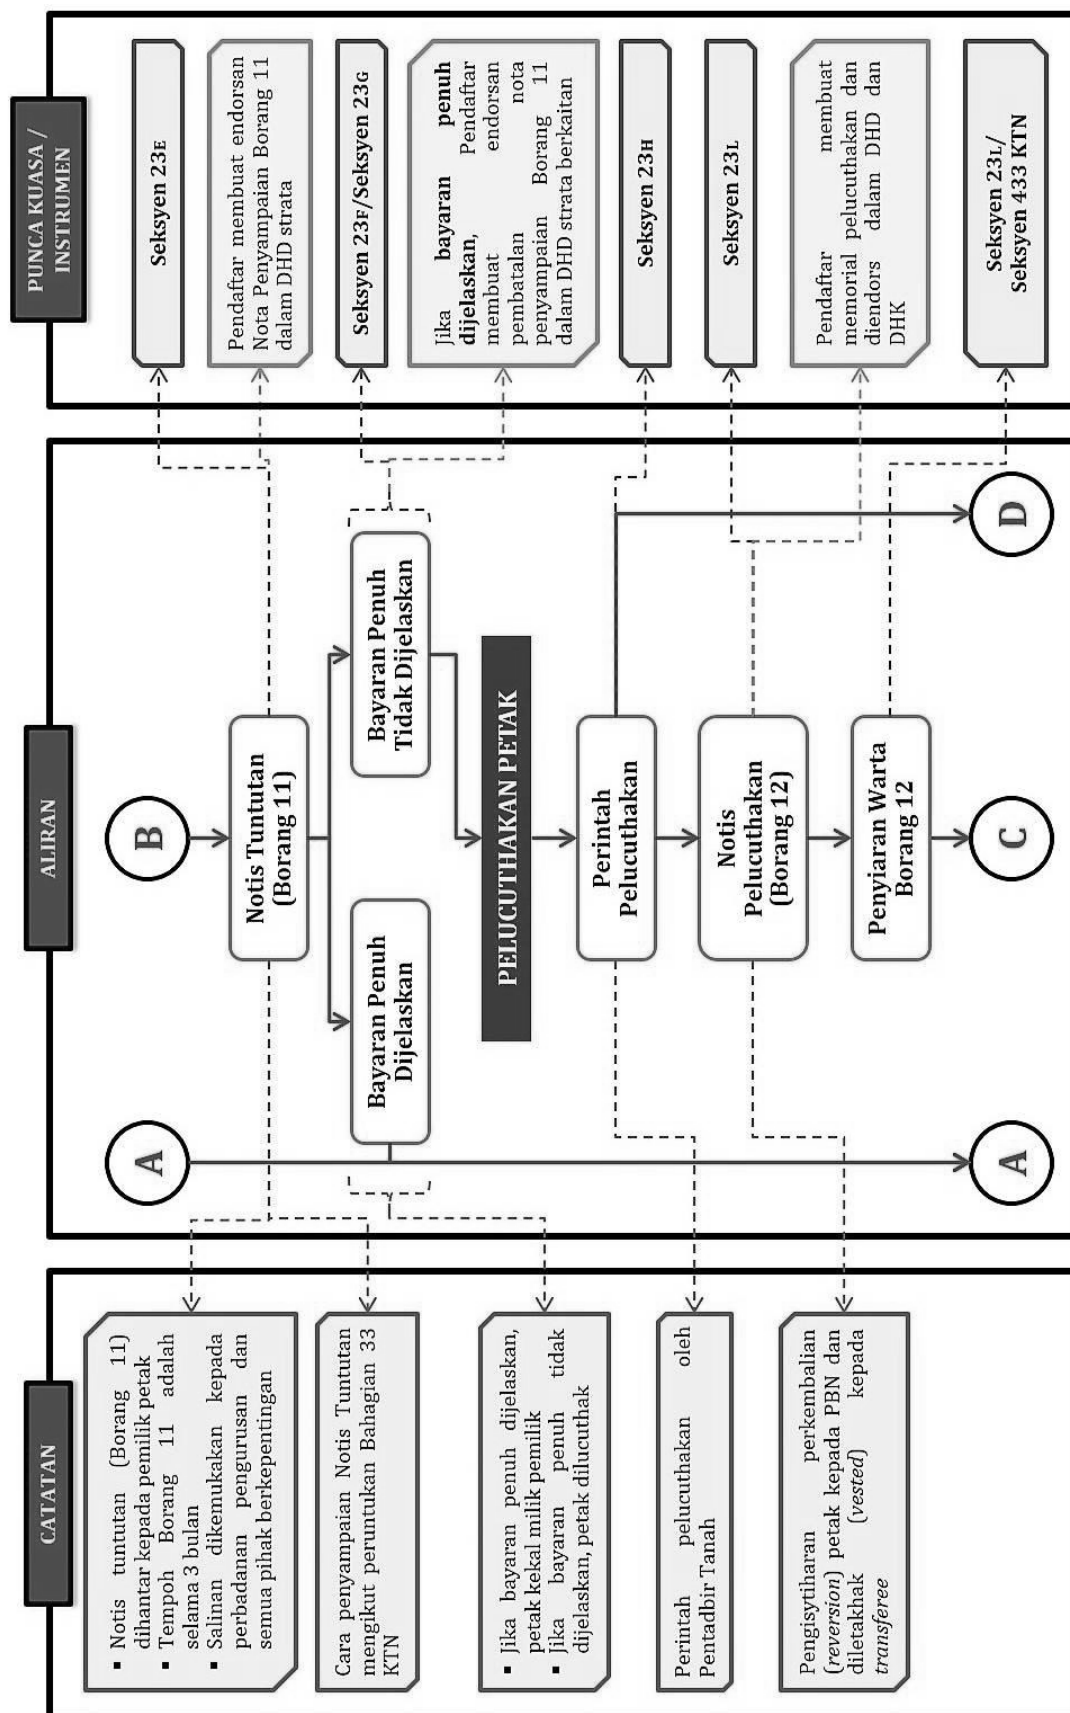 CATATAN
▪ Notis tuntutan (Borang 11)
dihantar kepada pemilik petak
▪ Tempoh Borang 11 adalah
selama 3 bulan
▪ Salinan dikemukakan kepada
perbadanan pengurusan dan
semua pihak berkepentingan
Cara penyampaian Notis Tuntutan
mengikut peruntukan Bahagian 33
KTN
▪ Jika bayaran penuh dijelaskan,
petak kekal milik pemilik
▪ Jika bayaran penuh tidak
dijelaskan, petak dilucuthak
Perintah pelucuthakan oleh
Pentadbir Tanah
Pengisytiharan perkembalian
(reversion) petak kepada PBN dan
diletakhak (vested) kepada
transferee
ALIRAN
A
B
Notis Tuntutan
(Borang 11)
Bayaran Penuh
Dijelaskan
Bayaran Penuh
Tidak Dijelaskan
PELUCUTHAKAN PETAK
Perintah
Pelucuthakan
Notis
Pelucuthakan
(Borang 12)
Penyiaran Warta
Borang 12
A
C
D
PUNCA KUASA /
INSTRUMEN
Seksyen 23E
Pendaftar membuat endorsan
Nota Penyampaian Borang 11
dalam DHD strata
Seksyen 23F/Seksyen 23G
Jika bayaran penuh
dijelaskan, Pendaftar
membuat endorsan
pembatalan nota
penyampaian Borang 11
dalam DHD strata berkaitan
Seksyen 23H
Seksyen 23L
Pendaftar membuat
memorial pelucuthakan dan
diendors dalam DHD dan
DHK
Seksyen 23L/
Seksyen 433 KTN